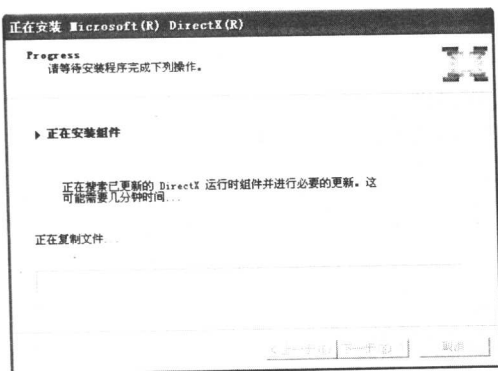 正在安装 Microsoft(R) DirectX(R)
Progress
请等待安装程序完成下列操作。
正在安装组件
正在搜索已更新的 DirectX 运行时组件并进行必要的更新。这
可能需要几分钟时间...
正在复制文件...